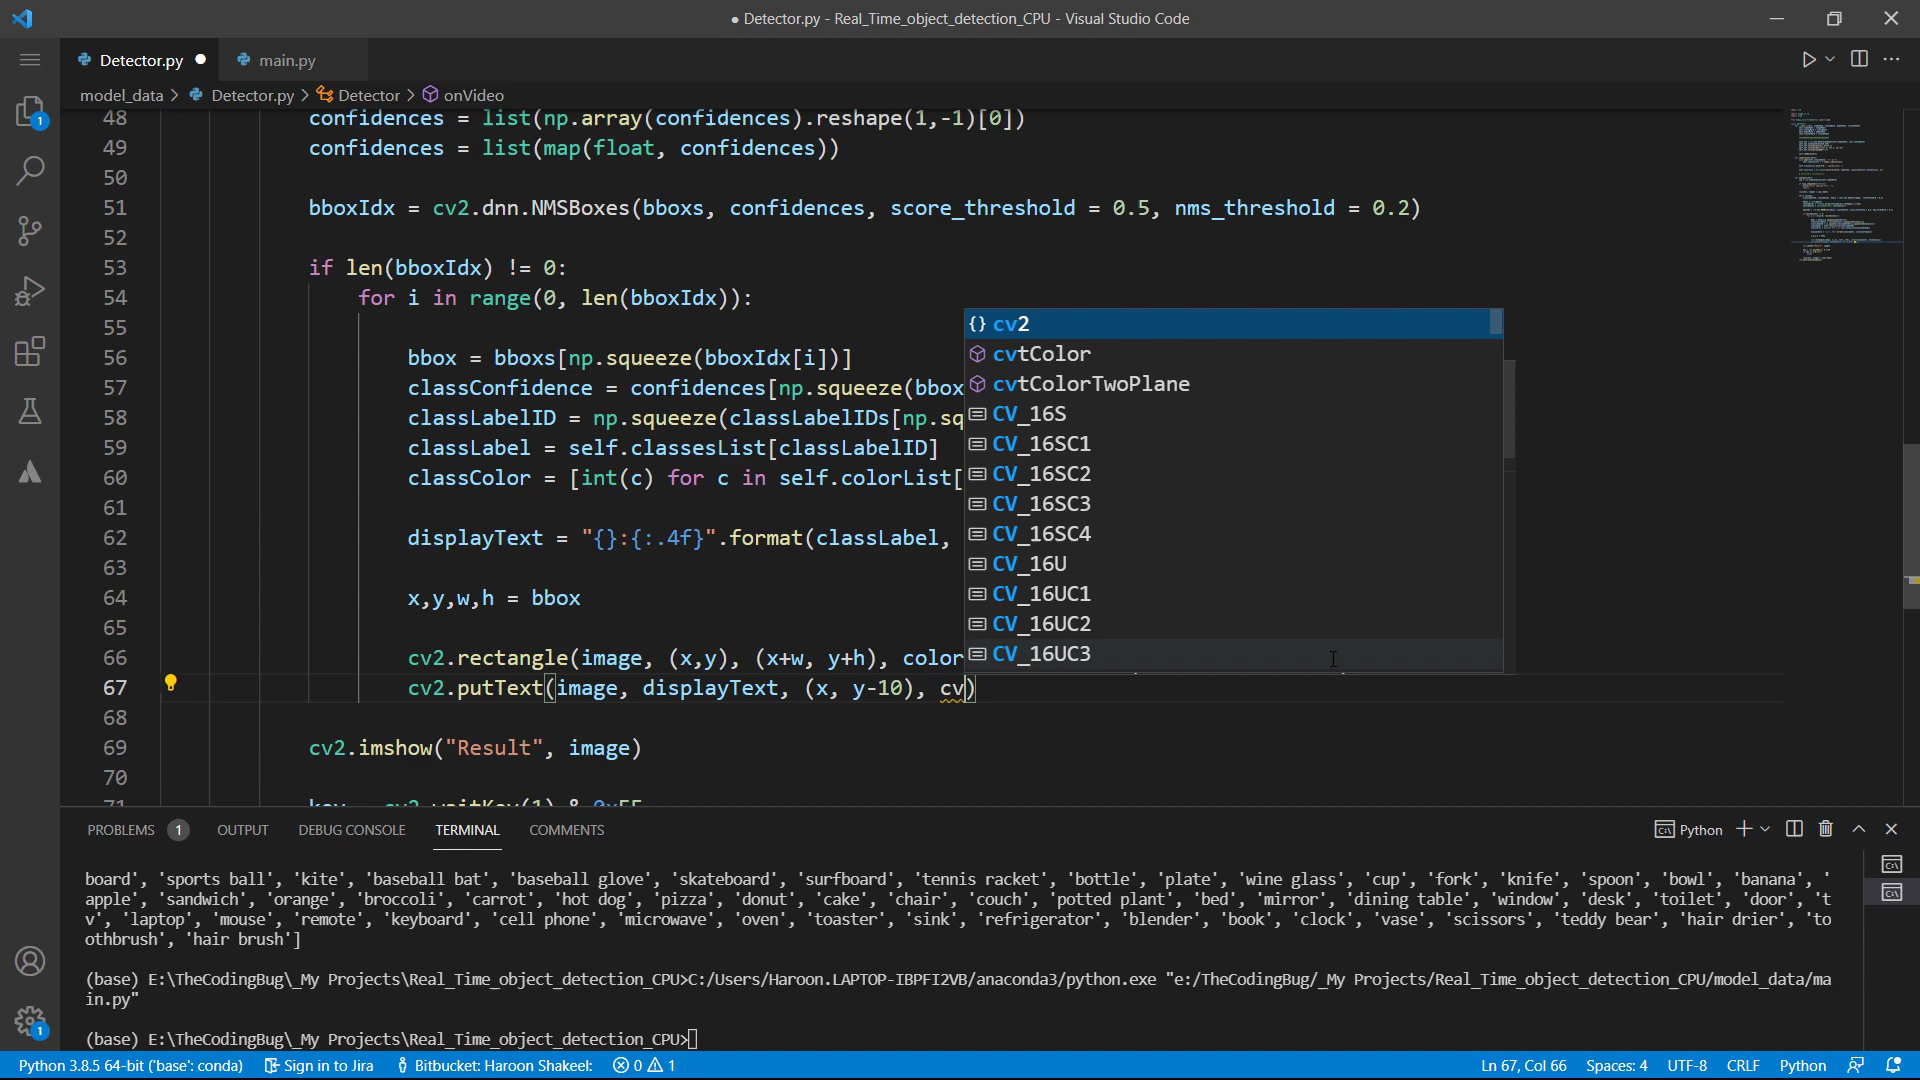 ● Detector.py - Real_Time_object_detection_CPU - Visual Studio Code
Detector.py ●
main.py
model_data > Detector.py > Detector > onVideo
48 confidences = list(np.array(confidences).reshape(1,-1)[0])
49 confidences = list(map(float, confidences))
50
51 bboxIdx = cv2.dnn.NMSBoxes(bboxs, confidences, score_threshold = 0.5, nms_threshold = 0.2)
52
53 if len(bboxIdx) != 0:
54 for i in range(0, len(bboxIdx)):
55
56 bbox = bboxs[np.squeeze(bboxIdx[i])]
57 classConfidence = confidences[np.squeeze(bbox
58 classLabelID = np.squeeze(classLabelIDs[np.sq
59 classLabel = self.classesList[classLabelID]
60 classColor = [int(c) for c in self.colorList[
61
62 displayText = "{}:{:.4f}".format(classLabel,
63
64 x,y,w,h = bbox
65
66 cv2.rectangle(image, (x,y), (x+w, y+h), color
67 cv2.putText(image, displayText, (x, y-10), cv)
68
69 cv2.imshow("Result", image)
70
71 key = cv2.waitKey(1) & 0xFF
{} cv2
cvtColor
cvtColorTwoPlane
CV_16S
CV_16SC1
CV_16SC2
CV_16SC3
CV_16SC4
CV_16U
CV_16UC1
CV_16UC2
CV_16UC3
PROBLEMS 1 OUTPUT DEBUG CONSOLE TERMINAL COMMENTS
Python
board', 'sports ball', 'kite', 'baseball bat', 'baseball glove', 'skateboard', 'surfboard', 'tennis racket', 'bottle', 'plate', 'wine glass', 'cup', 'fork', 'knife', 'spoon', 'bowl', 'banana', '
apple', 'sandwich', 'orange', 'broccoli', 'carrot', 'hot dog', 'pizza', 'donut', 'cake', 'chair', 'couch', 'potted plant', 'bed', 'mirror', 'dining table', 'window', 'desk', 'toilet', 'door', 't
v', 'laptop', 'mouse', 'remote', 'keyboard', 'cell phone', 'microwave', 'oven', 'toaster', 'sink', 'refrigerator', 'blender', 'book', 'clock', 'vase', 'scissors', 'teddy bear', 'hair drier', 'to
othbrush', 'hair brush']
(base) E:\TheCodingBug\_My Projects\Real_Time_object_detection_CPU>C:/Users/Haroon.LAPTOP-IBPFI2VB/anaconda3/python.exe "e:/TheCodingBug/_My Projects/Real_Time_object_detection_CPU/model_data/ma
in.py"
(base) E:\TheCodingBug\_My Projects\Real_Time_object_detection_CPU>
1
1
Python 3.8.5 64-bit ('base': conda) Sign in to Jira Bitbucket: Haroon Shakeel: 0 1 Ln 67, Col 66 Spaces: 4 UTF-8 CRLF Python